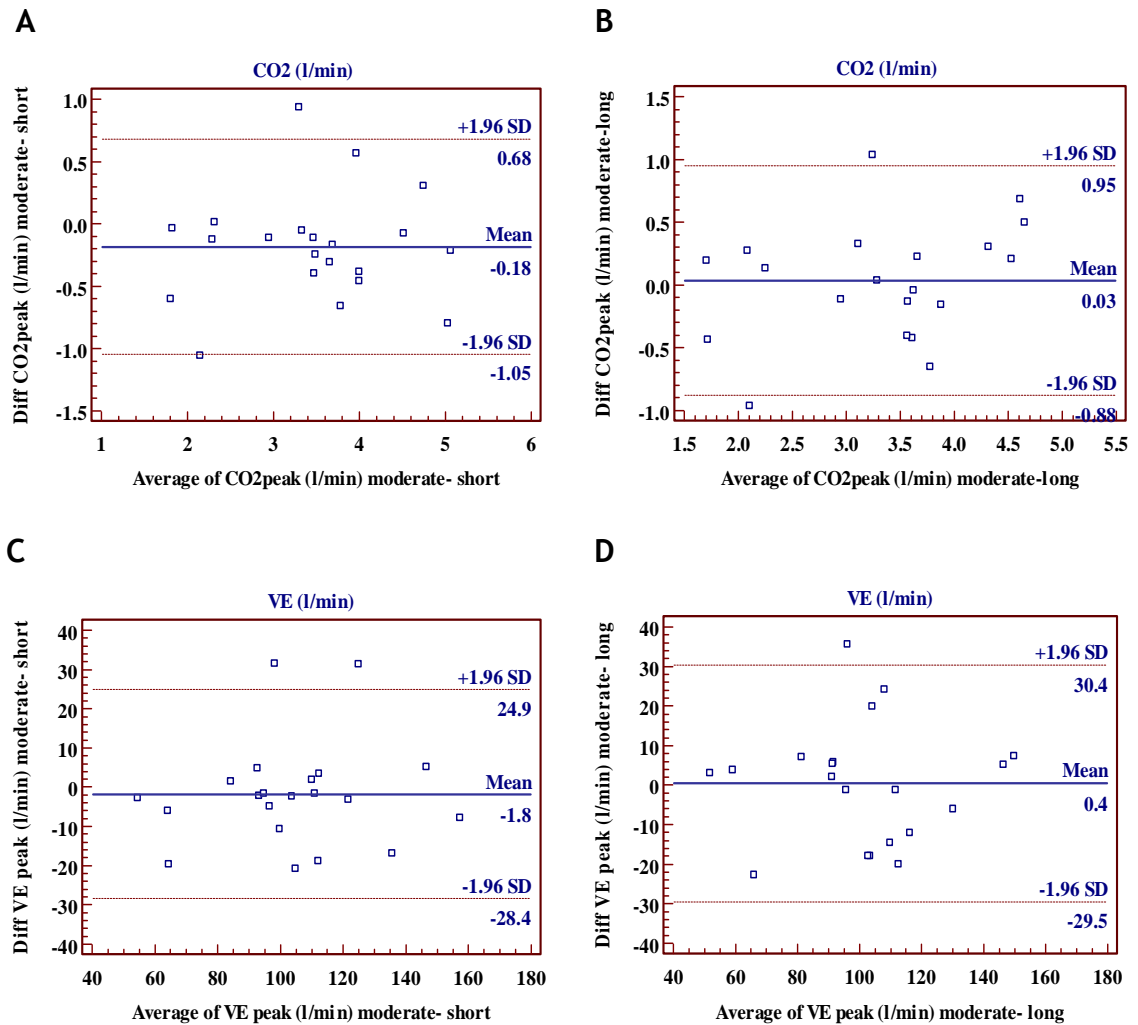 A
CO2 (l/min)
Diff CO2peak (l/min) moderate- short
1.0
0.5
0.0
-0.5
-1.0
-1.5
+1.96 SD
0.68
Mean
-0.18
-1.96 SD
-1.05
1 2 3 4 5 6
Average of CO2peak (l/min) moderate- short
B
CO2 (l/min)
Diff CO2peak (l/min) moderate-long
1.5
1.0
0.5
0.0
-0.5
-1.0
+1.96 SD
0.95
Mean
0.03
-1.96 SD
-0.88
1.5 2.0 2.5 3.0 3.5 4.0 4.5 5.0 5.5
Average of CO2peak (l/min) moderate-long
C
VE (l/min)
Diff VE peak (l/min) moderate- short
40
30
20
10
0
-10
-20
-30
-40
+1.96 SD
24.9
Mean
-1.8
-1.96 SD
-28.4
40 60 80 100 120 140 160 180
Average of VE peak (l/min) moderate- short
D
VE (l/min)
Diff VE peak (l/min) moderate- long
40
30
20
10
0
-10
-20
-30
-40
+1.96 SD
30.4
Mean
0.4
-1.96 SD
-29.5
40 60 80 100 120 140 160 180
Average of VE peak (l/min) moderate- long